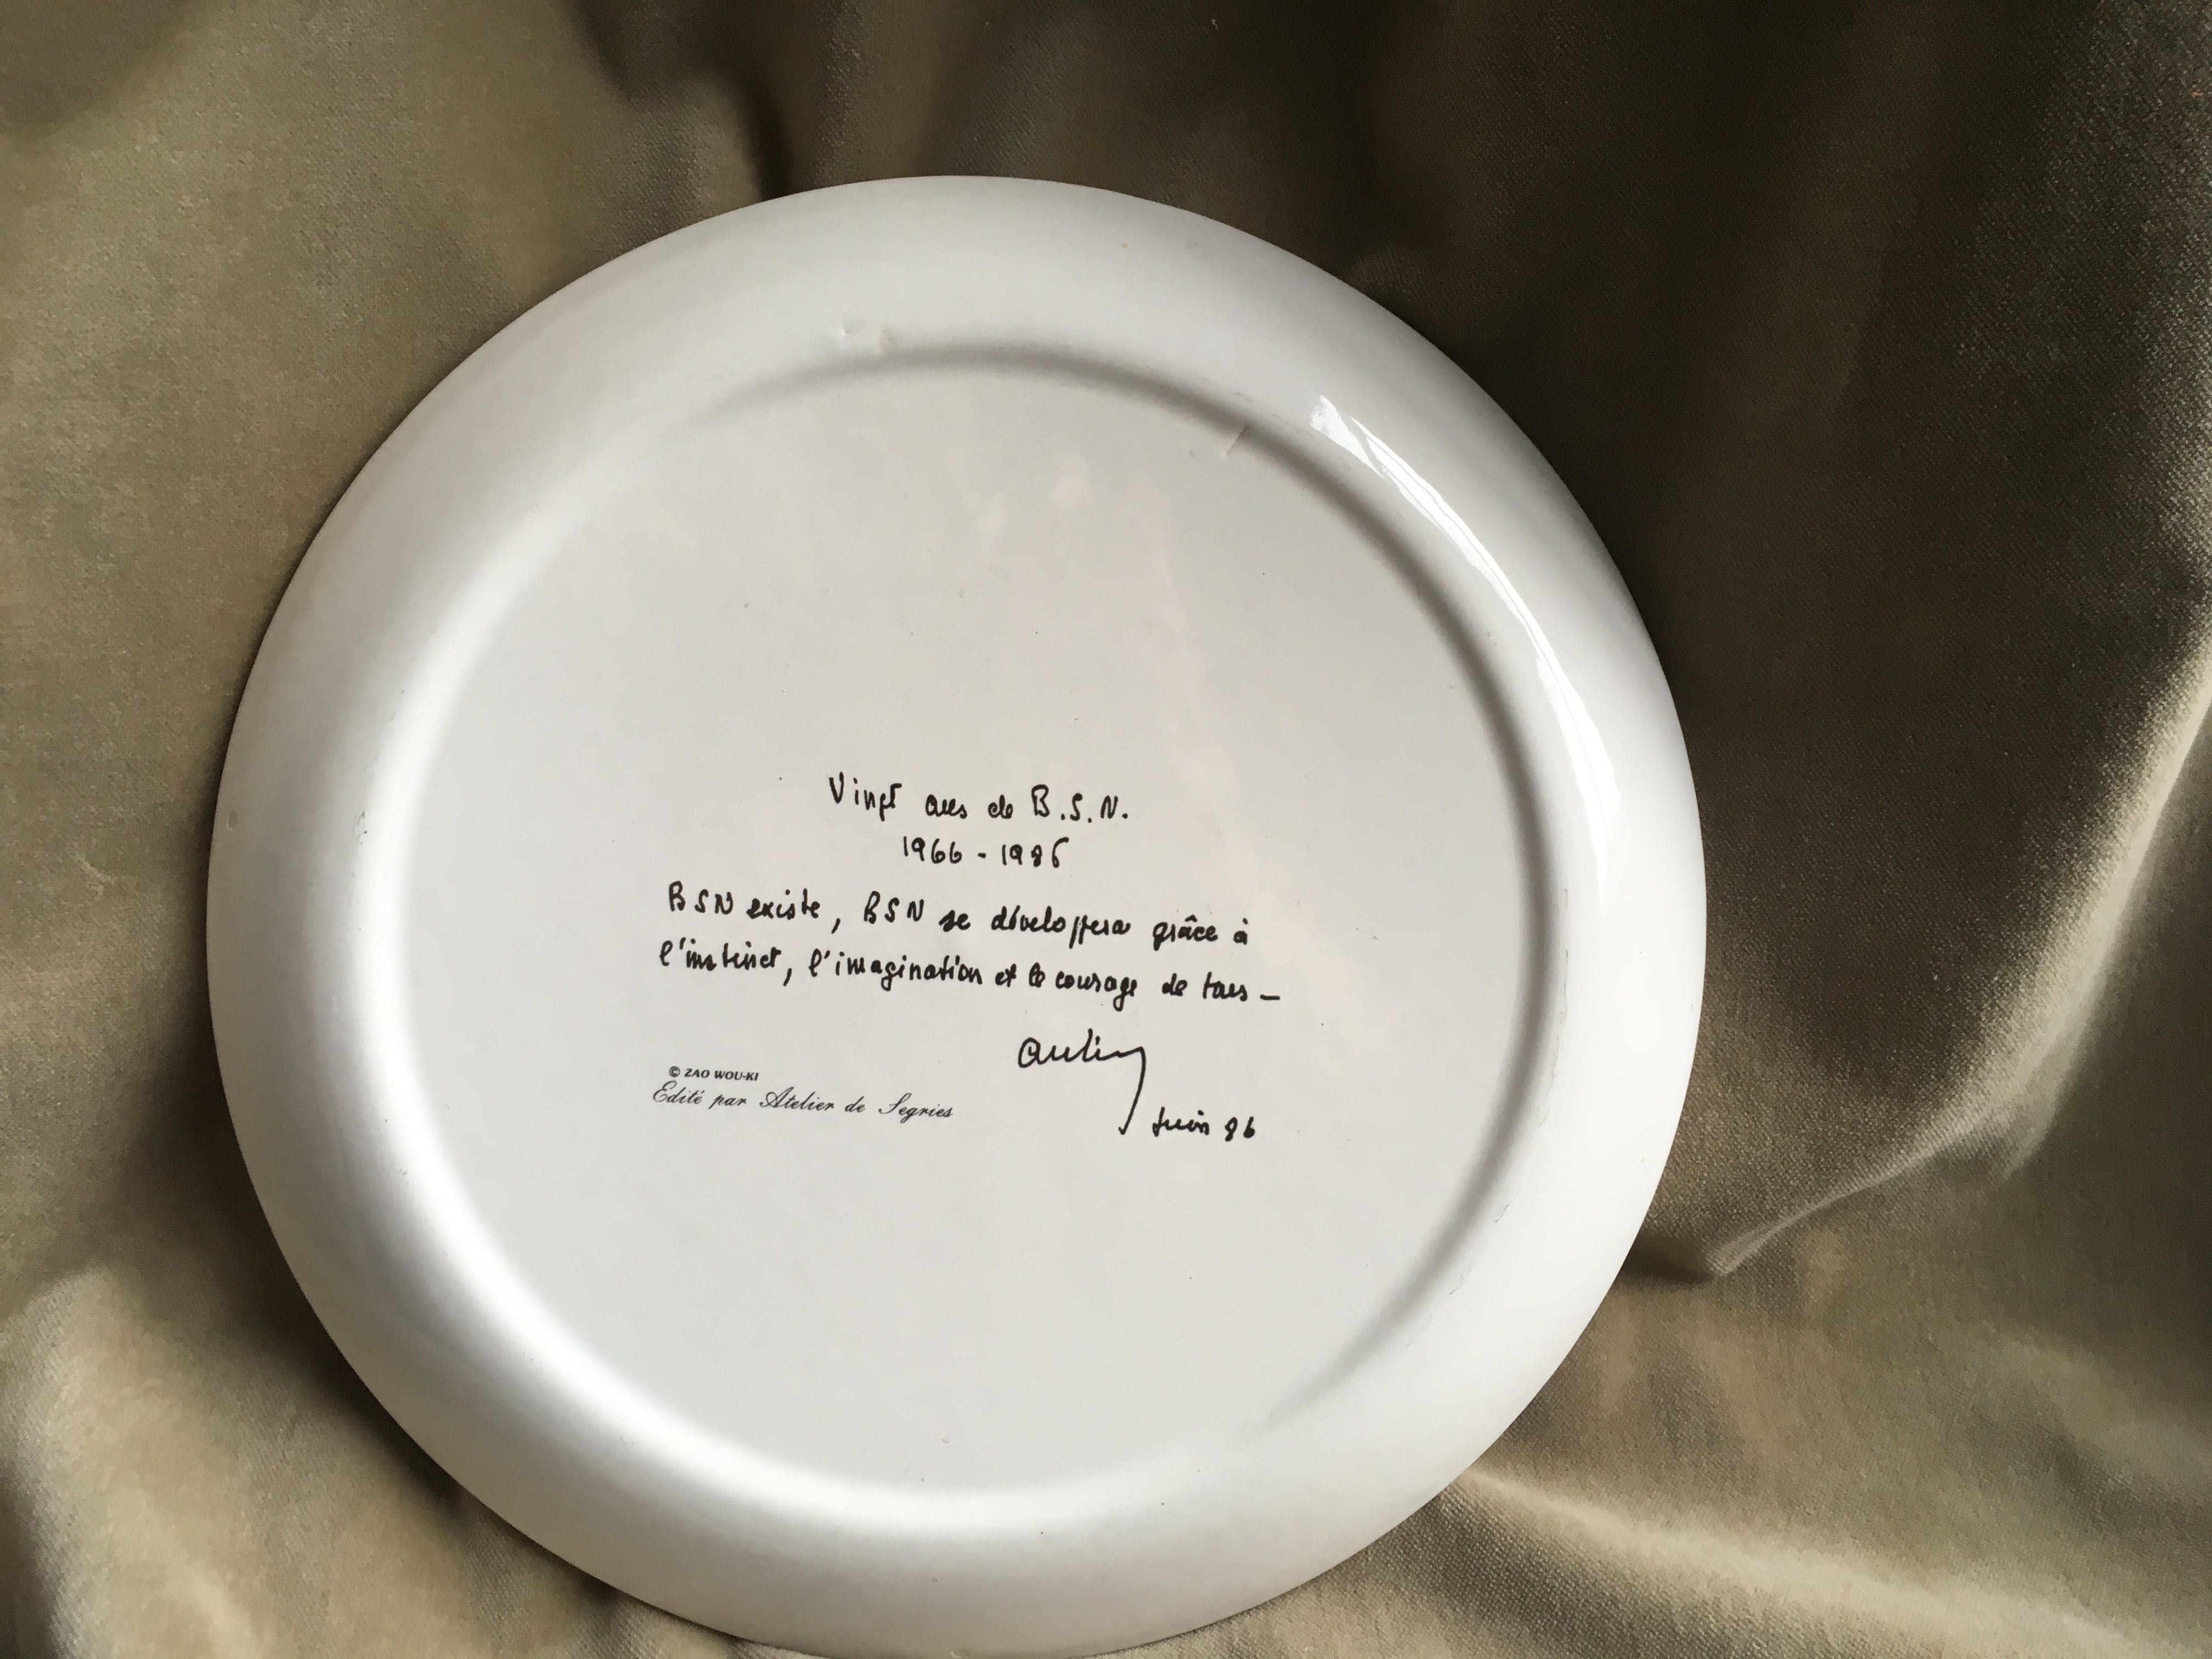 Vingt ans de B.S.N.
1966 - 1986
BSN existe, BSN se développera grâce à
l'instinct, l'imagination et le courage de tous _
© ZAO WOU-KI
Edité par Atelier de Segries
Juin 86